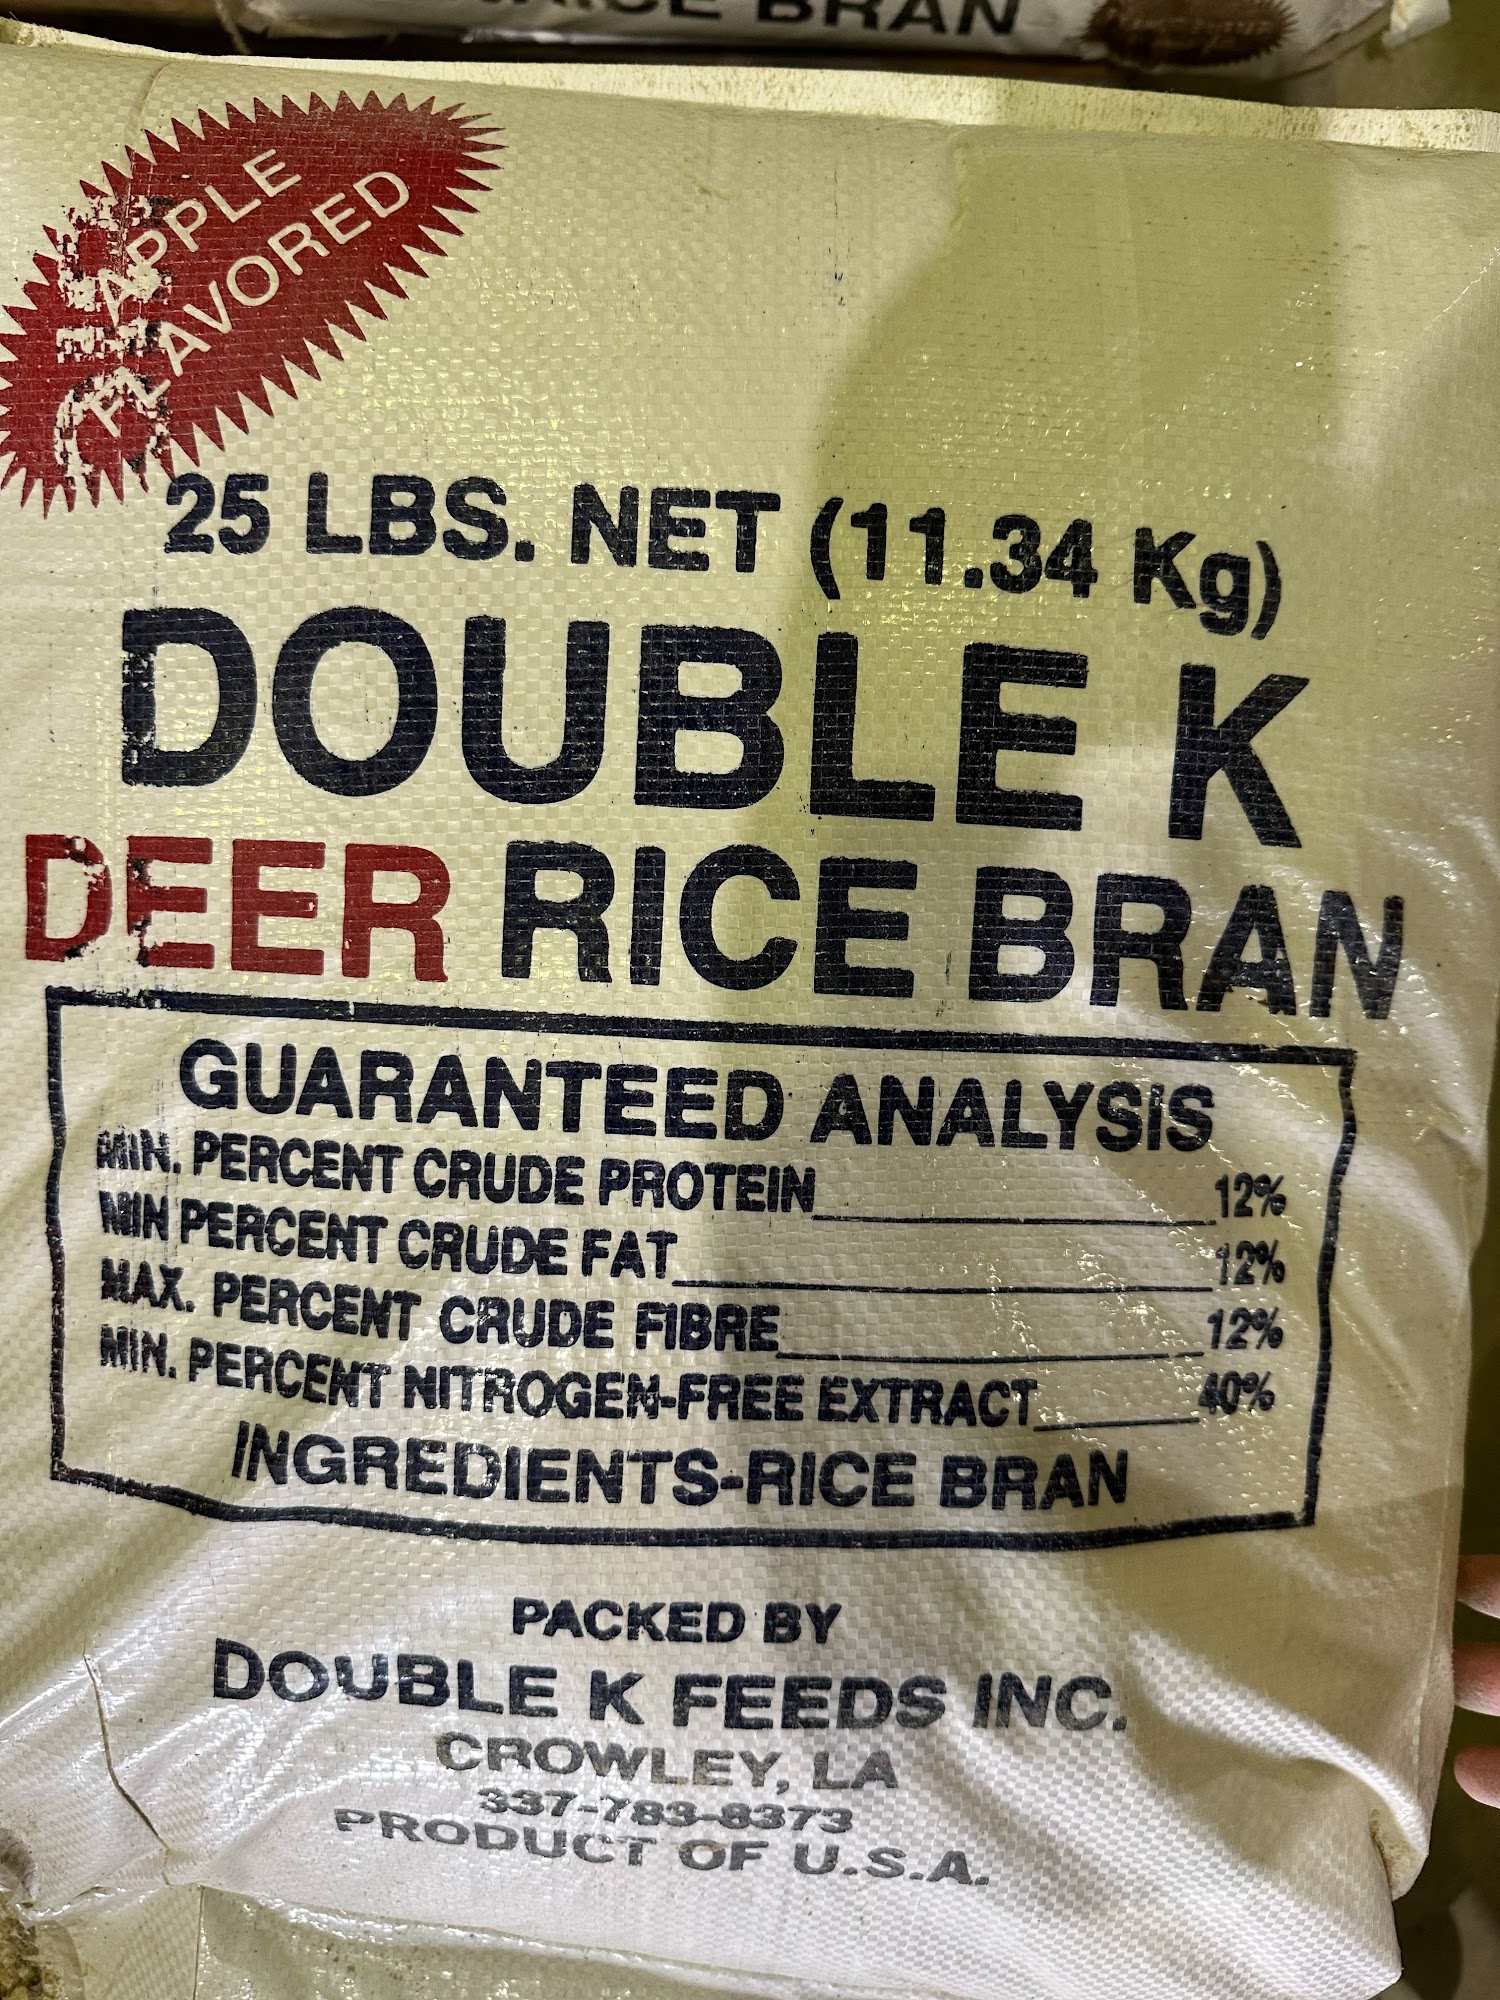 RICE BRAN
APPLE
FLAVORED
25 LBS. NET (11.34 Kg)
DOUBLE K
DEER RICE BRAN
GUARANTEED ANALYSIS
MIN. PERCENT CRUDE PROTEIN 12%
MIN PERCENT CRUDE FAT 12%
MAX. PERCENT CRUDE FIBRE 12%
MIN. PERCENT NITROGEN-FREE EXTRACT 40%
INGREDIENTS-RICE BRAN
PACKED BY
DOUBLE K FEEDS INC.
CROWLEY, LA
337-783-8373
PRODUCT OF U.S.A.